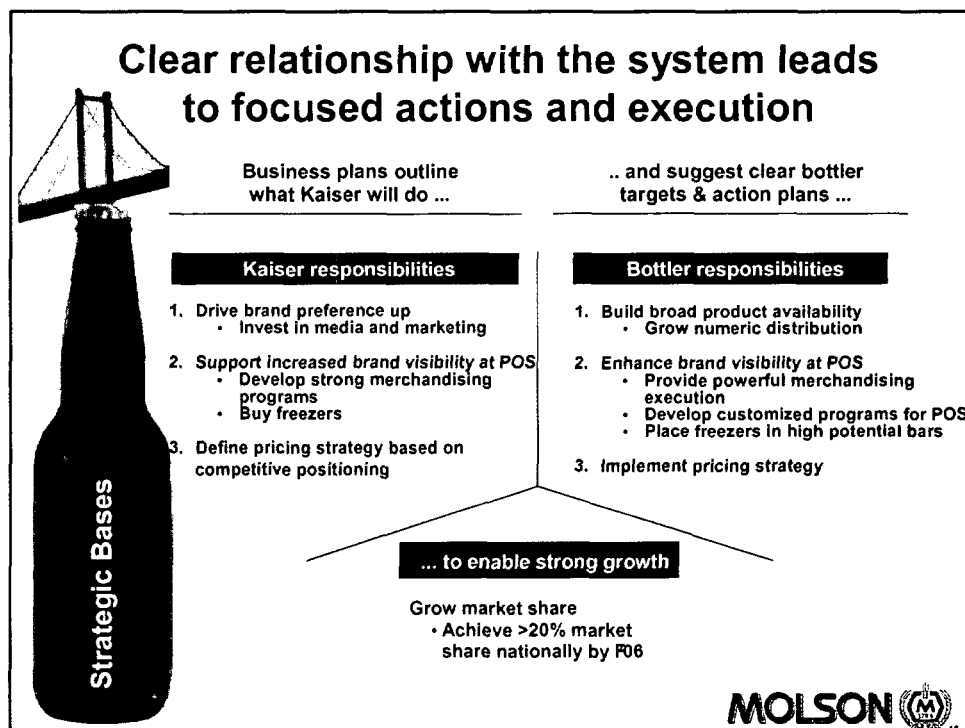 Clear relationship with the system leads
to focused actions and execution
Business plans outline
what Kaiser will do ...
.. and suggest clear bottler
targets & action plans ...
Kaiser responsibilities
1. Drive brand preference up
• Invest in media and marketing
2. Support increased brand visibility at POS
• Develop strong merchandising
programs
• Buy freezers
3. Define pricing strategy based on
competitive positioning
Bottler responsibilities
1. Build broad product availability
• Grow numeric distribution
2. Enhance brand visibility at POS
• Provide powerful merchandising
execution
• Develop customized programs for POS
• Place freezers in high potential bars
3. Implement pricing strategy
... to enable strong growth
Grow market share
• Achieve >20% market
share nationally by F06
Strategic Bases
MOLSON
M